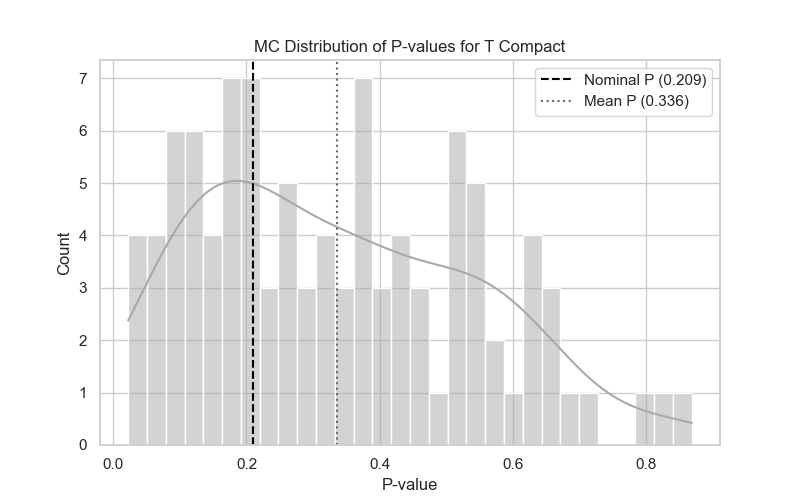 MC Distribution of P-values for T Compact
Nominal P (0.209)
Mean P (0.336)
7
6
5
4
3
2
1
0
Count
0.0 0.2 0.4 0.6 0.8
P-value